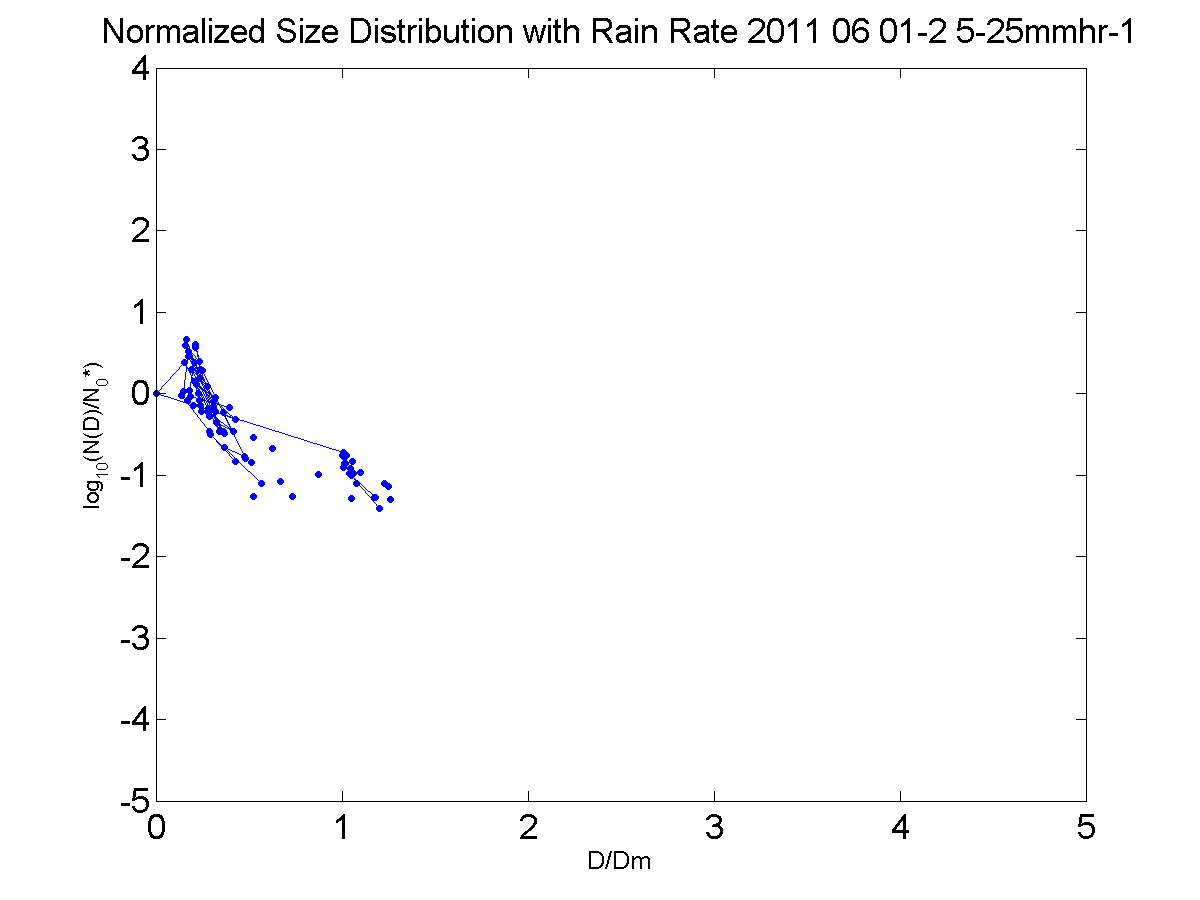 Normalized Size Distribution with Rain Rate 2011 06 01-2 5-25mmhr-1
4
3
2
1
0
-1
-2
-3
-4
-5
log10(N(D)/N0*)
0 1 2 3 4 5
D/Dm